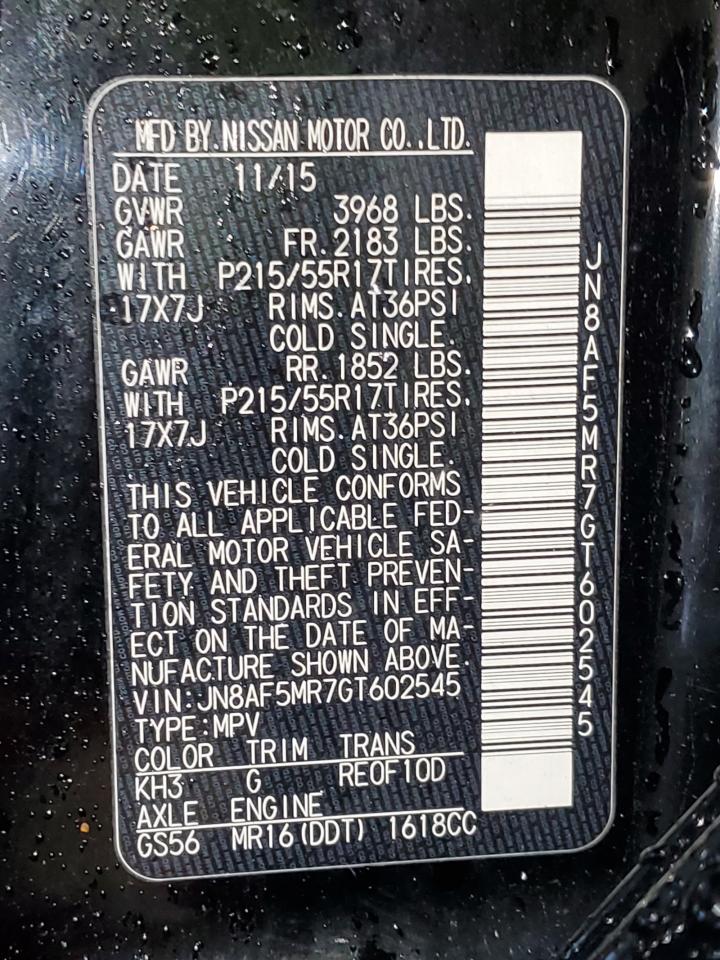 MFD BY.NISSAN MOTOR CO.,LTD.
DATE 11/15
GVWR 3968 LBS.
GAWR FR.2183 LBS.
WITH P215/55R17TIRES.
17X7J RIMS.AT36PSI
COLD SINGLE.
GAWR RR.1852 LBS.
WITH P215/55R17TIRES.
17X7J RIMS.AT36PSI
COLD SINGLE.
THIS VEHICLE CONFORMS
TO ALL APPLICABLE FED-
ERAL MOTOR VEHICLE SA-
FETY AND THEFT PREVEN-
TION STANDARDS IN EFF-
ECT ON THE DATE OF MA-
NUFACTURE SHOWN ABOVE.
VIN:JN8AF5MR7GT602545
TYPE:MPV
COLOR TRIM TRANS
KH3 G RE0F10D
AXLE ENGINE
GS56 MR16(DDT) 1618CC
JN8AF5MR7GT602545